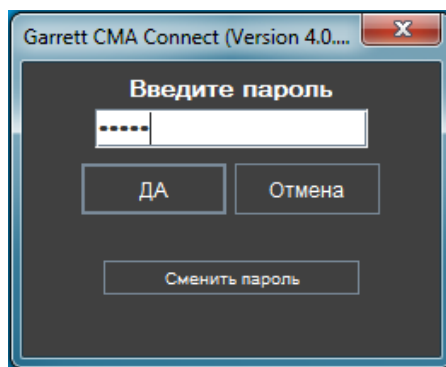 Garrett CMA Connect (Version 4.0....
Введите пароль
•••••
ДА
Отмена
Сменить пароль